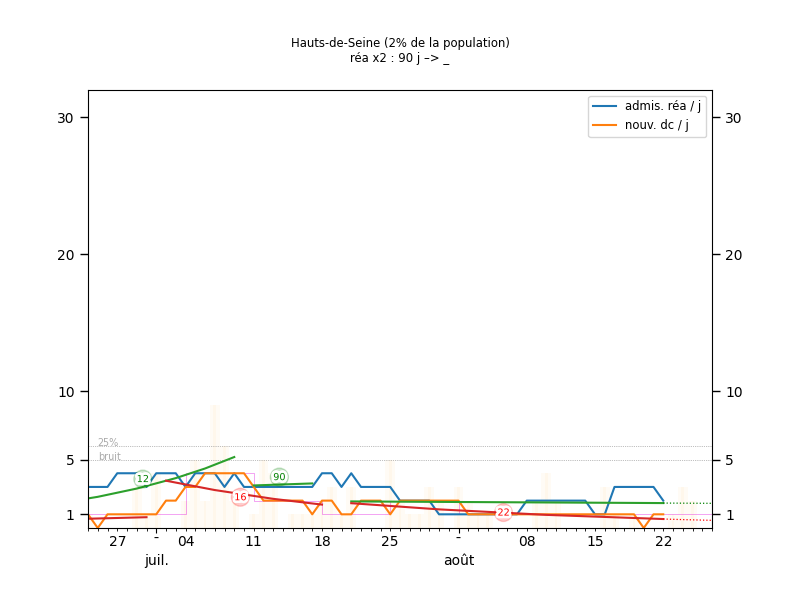 Hauts-de-Seine (2% de la population)
réa x2 : 90 j –> _
admis. réa / j
nouv. dc / j
30 30
20 20
10 10
25%
bruit
5 5
12
90
16
22
1 1
27 - 04 11 18 25 - 08 15 22
juil. août